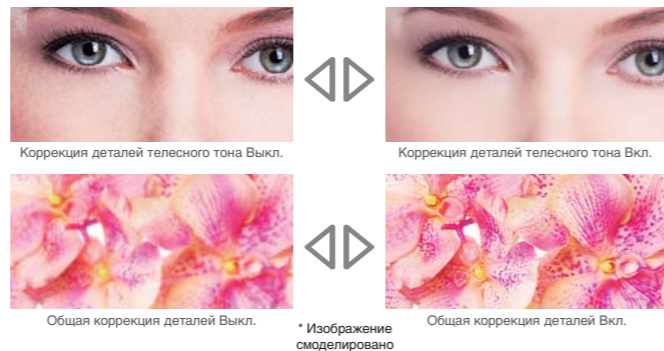 Коррекция деталей телесного тона Выкл.
Коррекция деталей телесного тона Вкл.
Общая коррекция деталей Выкл.
Общая коррекция деталей Вкл.
* Изображение
смоделировано